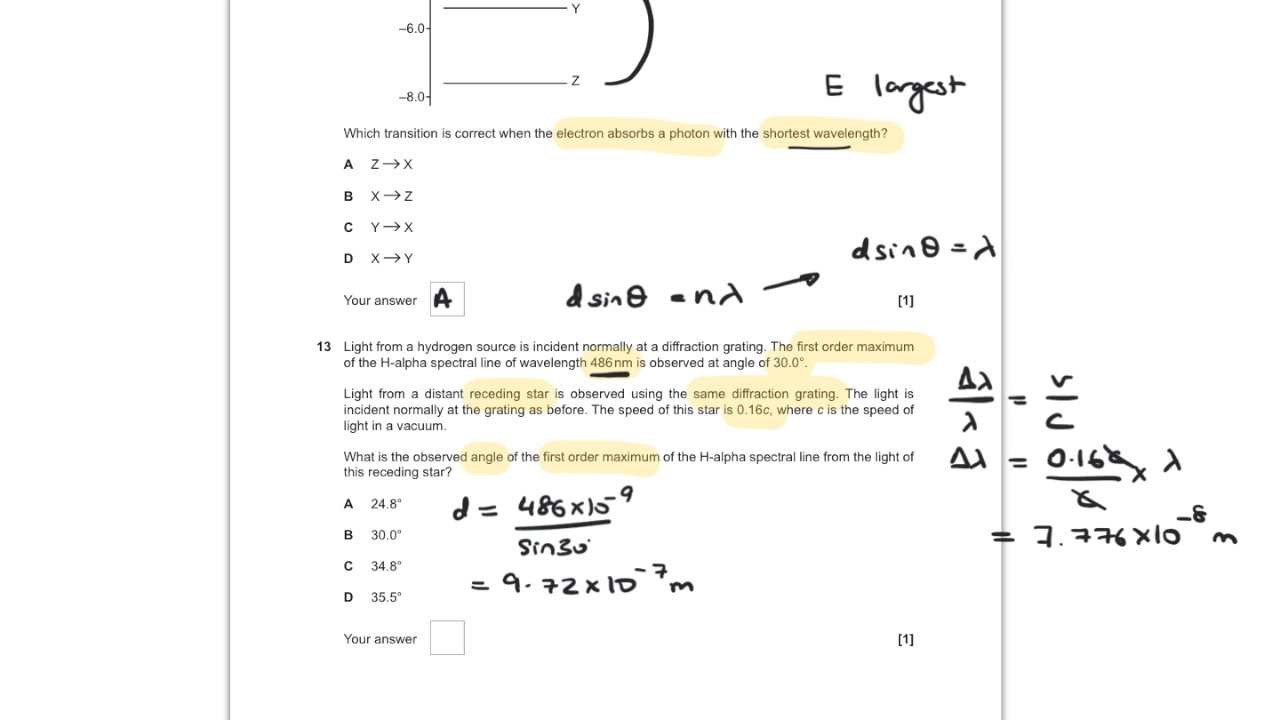 Y
–6.0
Z
–8.0
E largest
Which transition is correct when the electron absorbs a photon with the shortest wavelength?
A Z→X
B X→Z
C Y→X
D X→Y
Your answer A
dsinθ = nλ → dsinθ = λ
[1]
13 Light from a hydrogen source is incident normally at a diffraction grating. The first order maximum
of the H-alpha spectral line of wavelength 486 nm is observed at angle of 30.0°.
Light from a distant receding star is observed using the same diffraction grating. The light is
incident normally at the grating as before. The speed of this star is 0.16c, where c is the speed of
light in a vacuum.
What is the observed angle of the first order maximum of the H-alpha spectral line from the light of
this receding star?
A 24.8°
B 30.0°
C 34.8°
D 35.5°
d = 486×10⁻⁹ / sin30°
= 9.72×10⁻⁷ m
Δλ/λ = v/c
Δλ = 0.16c/c × λ
= 7.776×10⁻⁸ m
Your answer
[1]